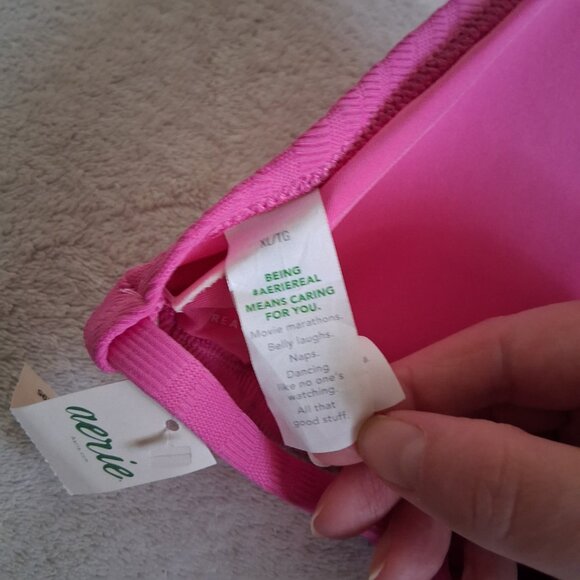 XL/TG
BEING
#AERIEREAL
MEANS CARING
FOR YOU.
Movie marathons.
Belly laughs.
Naps.
Dancing
like no one's
watching.
All that
good stuff.
REA
aerie